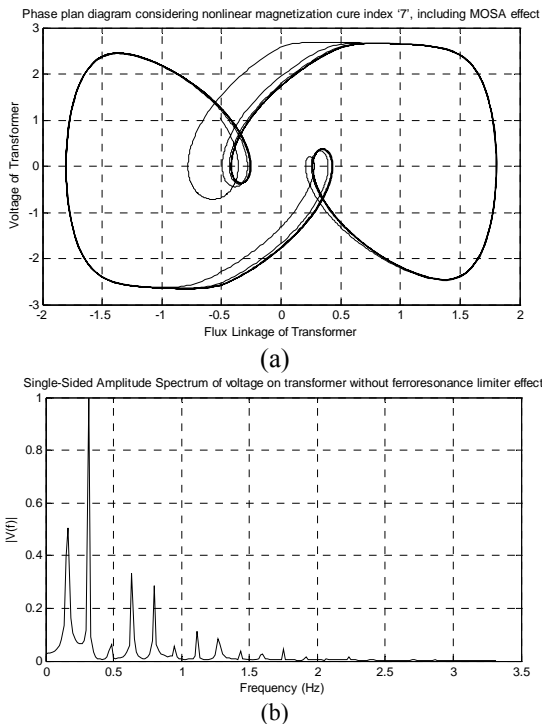 Phase plan diagram considering nonlinear magnetization cure index '7', including MOSA effect
3
2
1
0
-1
-2
-3
Voltage of Transformer
-2 -1.5 -1 -0.5 0 0.5 1 1.5 2
Flux Linkage of Transformer
(a)
Single-Sided Amplitude Spectrum of voltage on transformer without ferroresonance limiter effect
1
0.8
0.6
0.4
0.2
0
|V(f)|
0 0.5 1 1.5 2 2.5 3 3.5
Frequency (Hz)
(b)